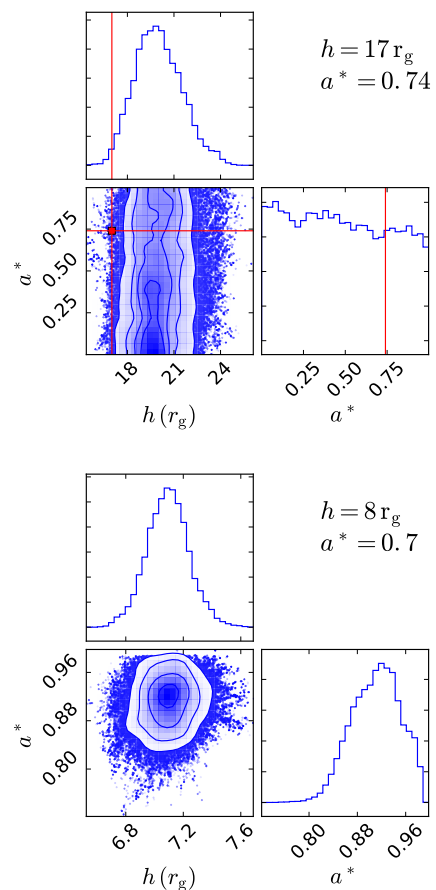 h = 17 r_g
a* = 0.74
a*
0.75
0.50
0.25
18
21
24
0.25
0.50
0.75
h (r_g)
a*
h = 8 r_g
a* = 0.7
a*
0.96
0.88
0.80
6.8
7.2
7.6
0.80
0.88
0.96
h (r_g)
a*